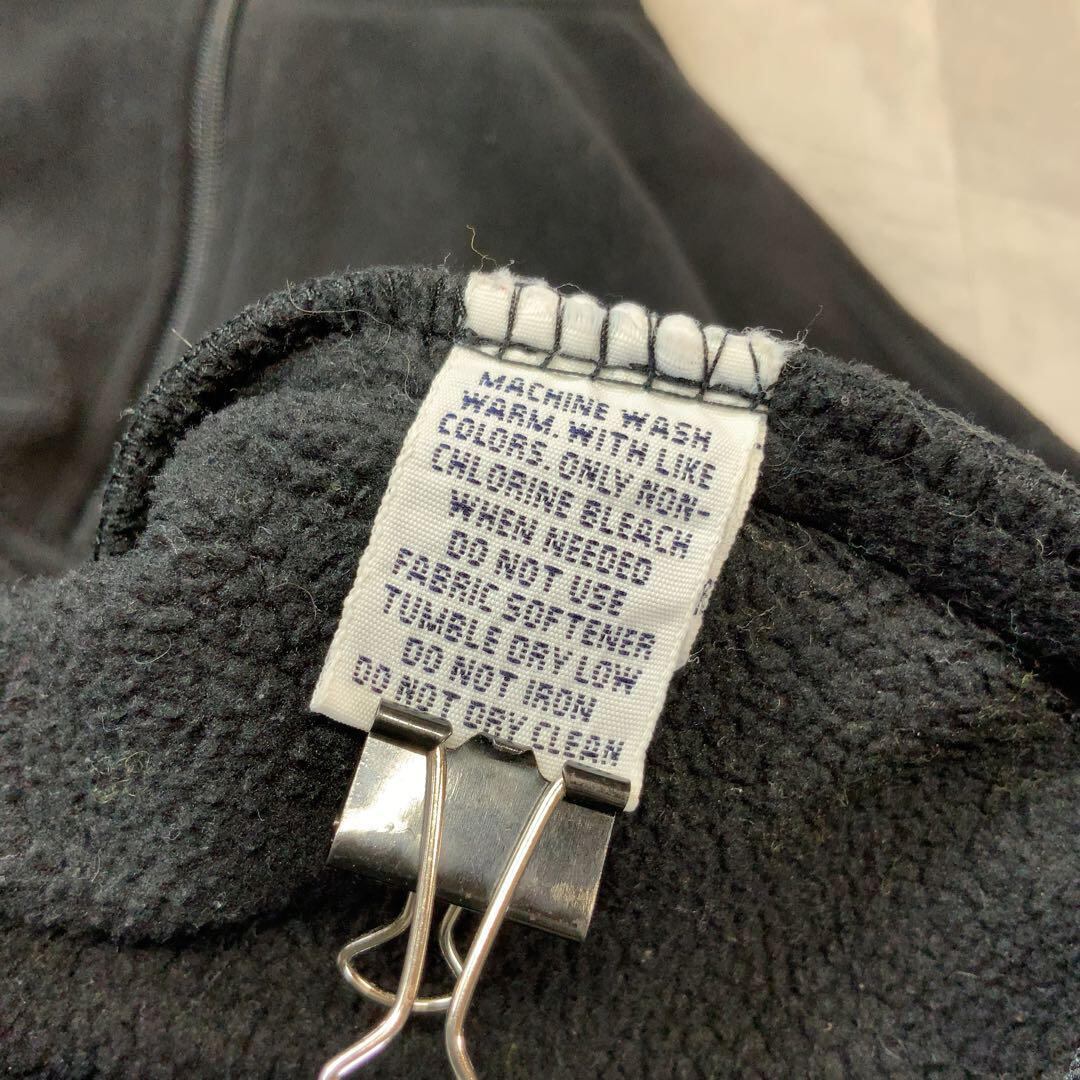 MACHINE WASH
WARM. WITH LIKE
COLORS. ONLY NON-
CHLORINE BLEACH
WHEN NEEDED
DO NOT USE
FABRIC SOFTENER
TUMBLE DRY LOW
DO NOT IRON
DO NOT DRY CLEAN